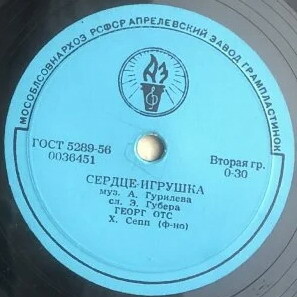 МОСОБЛСОВНАРХОЗ РСФСР АПРЕЛЕВСКИЙ ЗАВОД ГРАМПЛАСТИНОК
АЗ
ГОСТ 5289-56
0036451
Вторая гр.
0-30
СЕРДЦЕ-ИГРУШКА
муз. А. Гурилева
сл. Э. Губера
ГЕОРГ ОТС
Х. Сепп (ф-но)